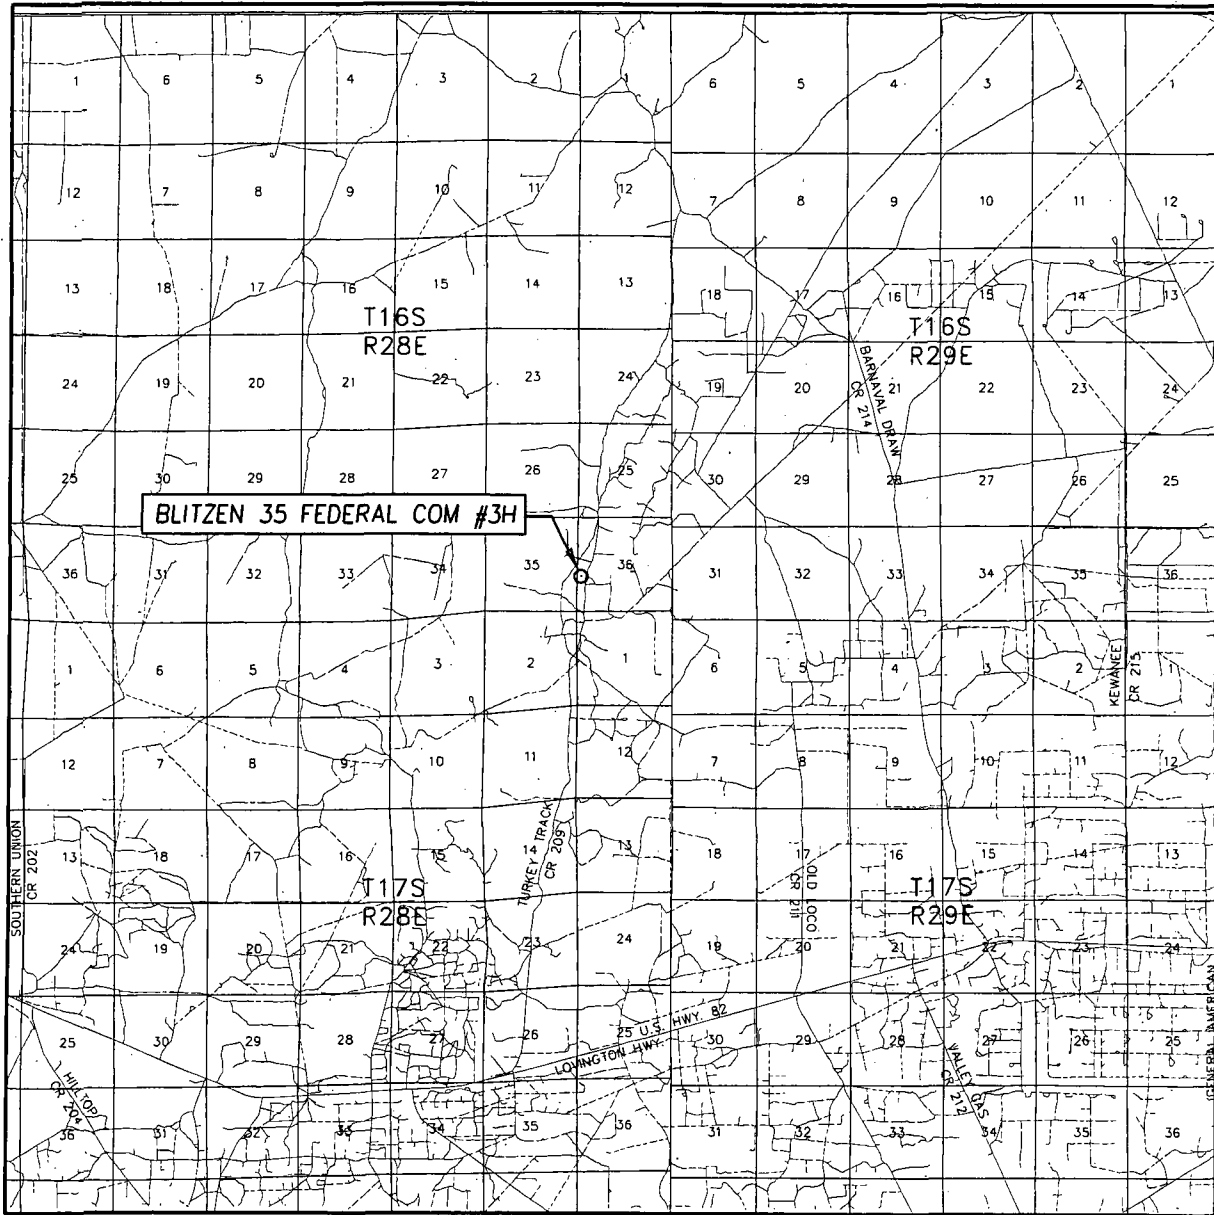 1 6 5 4 3 2 1 6 5 4 3 2 1
12 7 8 9 10 11 12 7 8 9 10 11 12
13 18 17 16 15 14 13 18 17 16 15 14 13
T16S
R28E
T16S
R29E
24 19 20 21 22 23 24 19 20 21 22 23 24
BARNAVAL DRAW
CR 214
25 30 29 28 27 26 25 30 29 28 27 26 25
BLITZEN 35 FEDERAL COM #3H
36 31 32 33 34 35 36 31 32 33 34 35 36
1 6 5 4 3 2 1 6 5 4 3 2 1
KEWANEE
CR 215
12 7 8 9 10 11 12 7 8 9 10 11 12
SOUTHERN UNION
CR 202
TURKEY TRACK
CR 209
13 18 17 16 15 14 13 18 17 16 15 14 13
T17S
R28E
OLD LOCO
CR 211
T17S
R29E
24 19 20 21 22 23 24 19 20 21 22 23 24
GENERAL AMERICAN
U.S. HWY. 82
LOVINGTON HWY.
25 30 29 28 27 26 25 30 29 28 27 26 25
HILLTOP
CR 204
VALLEY GAS
CR 212
36 31 32 33 34 35 36 31 32 33 34 35 36